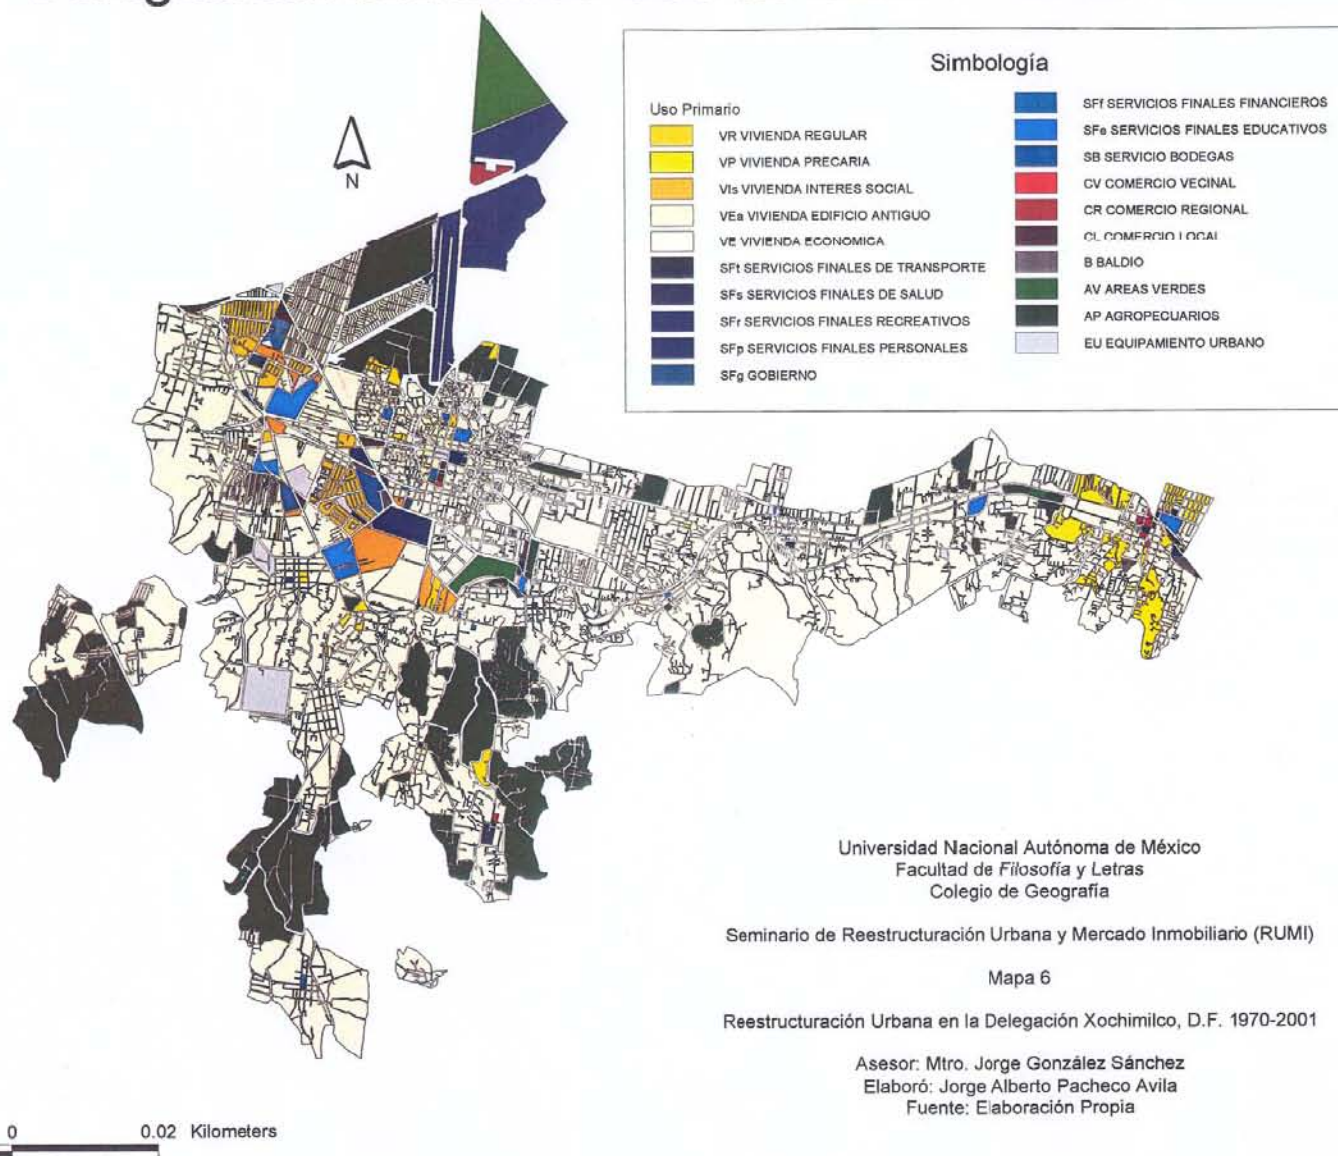 Simbología
Uso Primario
VR VIVIENDA REGULAR
VP VIVIENDA PRECARIA
VIs VIVIENDA INTERES SOCIAL
VEa VIVIENDA EDIFICIO ANTIGUO
VE VIVIENDA ECONOMICA
SFt SERVICIOS FINALES DE TRANSPORTE
SFs SERVICIOS FINALES DE SALUD
SFr SERVICIOS FINALES RECREATIVOS
SFp SERVICIOS FINALES PERSONALES
SFg GOBIERNO
SFf SERVICIOS FINALES FINANCIEROS
SFe SERVICIOS FINALES EDUCATIVOS
SB SERVICIO BODEGAS
CV COMERCIO VECINAL
CR COMERCIO REGIONAL
CL COMERCIO LOCAL
B BALDIO
AV AREAS VERDES
AP AGROPECUARIOS
EU EQUIPAMIENTO URBANO
N
Universidad Nacional Autónoma de México
Facultad de Filosofía y Letras
Colegio de Geografía
Seminario de Reestructuración Urbana y Mercado Inmobiliario (RUMI)
Mapa 6
Reestructuración Urbana en la Delegación Xochimilco, D.F. 1970-2001
Asesor: Mtro. Jorge González Sánchez
Elaboró: Jorge Alberto Pacheco Avila
Fuente: Elaboración Propia
0 0.02 Kilometers